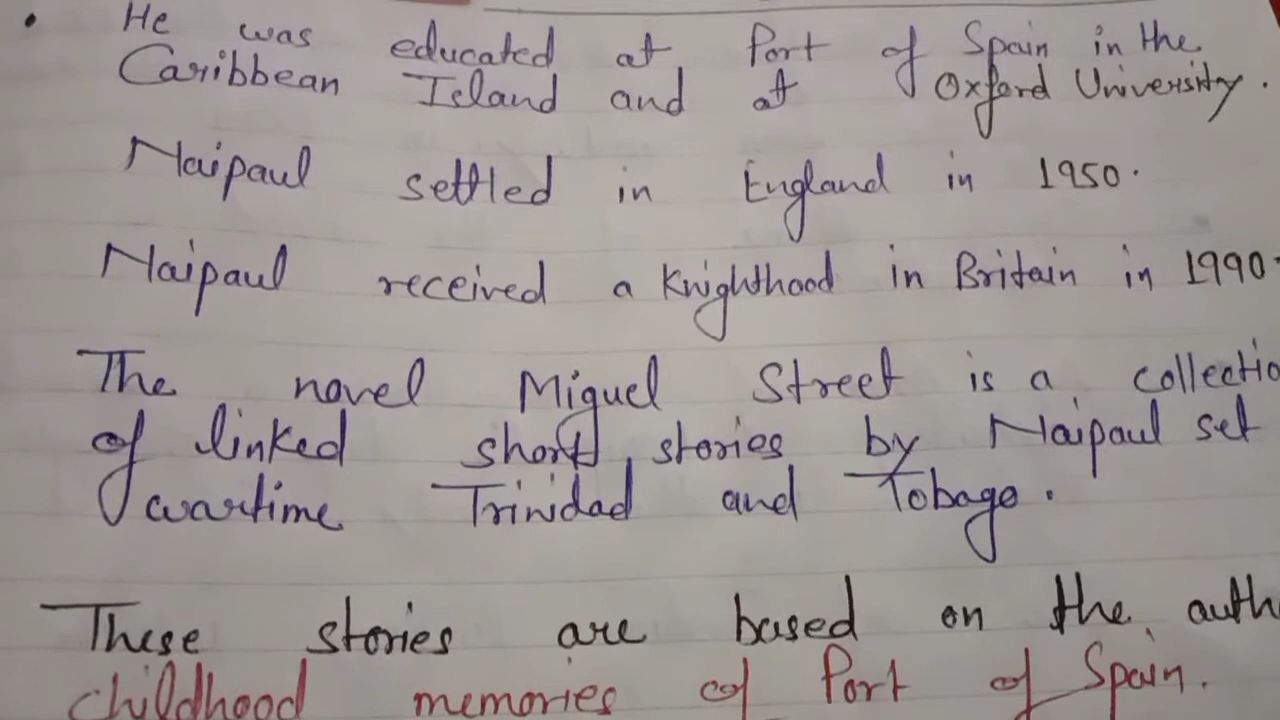 He was educated at Port of Spain in the
Caribbean Island and at Oxford University.
Naipaul settled in England in 1950.
Naipaul received a Knighthood in Britain in 1990.
The novel Miguel Street is a collectio
of linked short stories by Naipaul set
wartime Trinidad and Tobago.
These stories are based on the auth
childhood memories of Port of Spain.